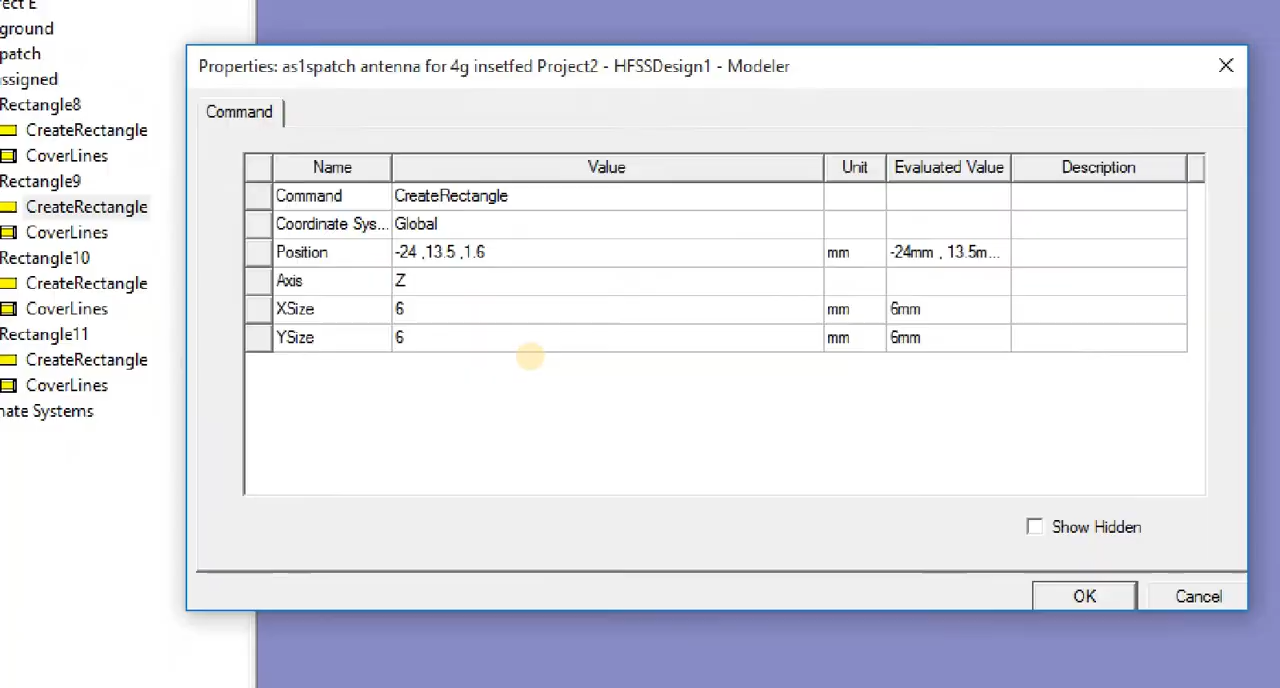 ground
patch
Rectangle8
CreateRectangle
CoverLines
Rectangle9
CreateRectangle
CoverLines
Rectangle10
CreateRectangle
CoverLines
Rectangle11
CreateRectangle
CoverLines
nate Systems
Properties: as1spatch antenna for 4g insetfed Project2 - HFSSDesign1 - Modeler
Command
Name Value Unit Evaluated Value Description
Command CreateRectangle
Coordinate Sys... Global
Position -24 ,13.5 ,1.6 mm -24mm , 13.5m...
Axis Z
XSize 6 mm 6mm
YSize 6 mm 6mm
Show Hidden
OK Cancel